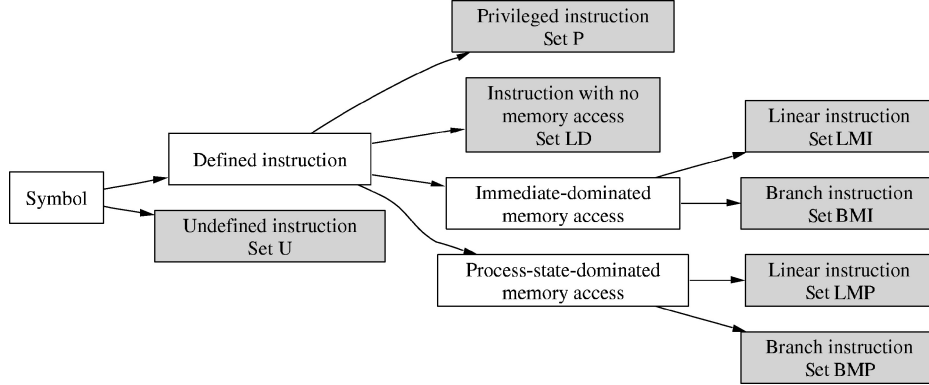 Privileged instruction
Set P
Instruction with no
memory access
Set LD
Linear instruction
Set LMI
Defined instruction
Symbol
Immediate-dominated
memory access
Branch instruction
Set BMI
Undefined instruction
Set U
Process-state-dominated
memory access
Linear instruction
Set LMP
Branch instruction
Set BMP